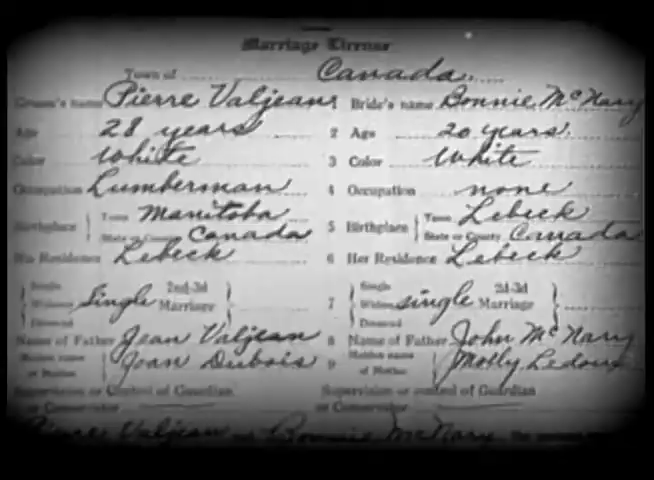 Marriage License
Town of Canada
Groom's name Pierre Valjean 1 Bride's name Bonnie McNary
Age 28 years 2 Age 20 years
Color White 3 Color White
Occupation Lumberman 4 Occupation none
Birthplace Town Manitoba 5 Birthplace Town Lebeck
State or County Canada State or County Canada
His Residence Lebeck 6 Her Residence Lebeck
Single 2nd-3d Single 2d-3d
Widower single Marriage 7 Widow single Marriage
Divorced Divorced
Name of Father Jean Valjean 8 Name of Father John McNary
Maiden name of Mother Joan Dubois 9 Maiden name of Mother Molly Ledoux
Supervision or Control of Guardian Supervision or control of Guardian
or Conservator or Conservator
Pierre Valjean and Bonnie McNary